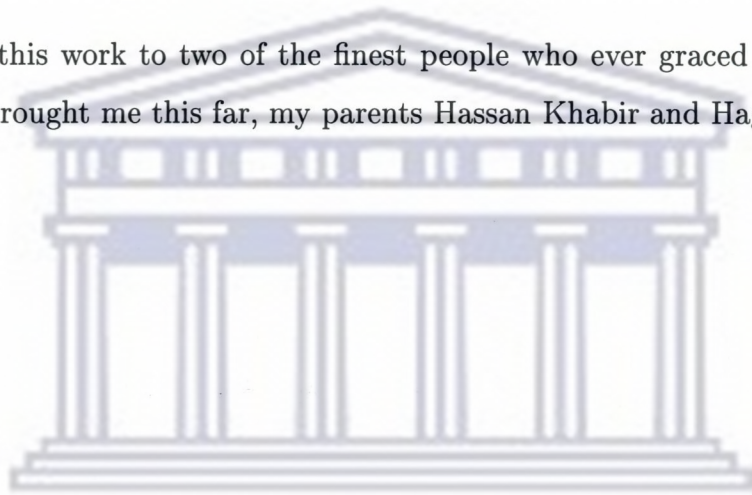 this work to two of the finest people who ever graced
rought me this far, my parents Hassan Khabir and Ha